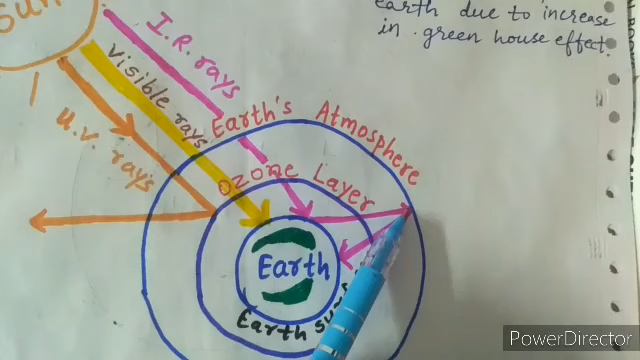 Sun
earth due to increase
in green house effect.
I.R. rays
Visible rays
U.V. rays
Earth's Atmosphere
Ozone Layer
Earth
Earth
PowerDirector